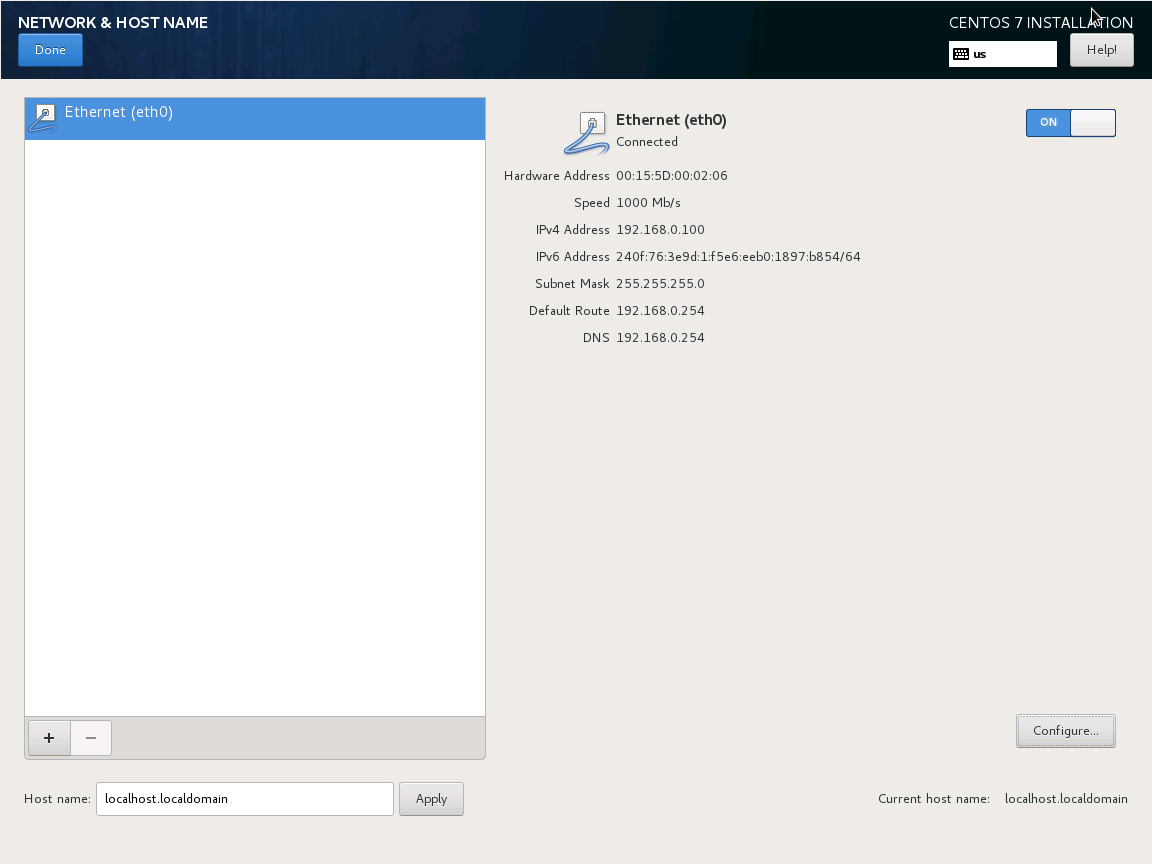 NETWORK & HOST NAME
CENTOS 7 INSTALLATION
Done
us
Help!
Ethernet (eth0)
Ethernet (eth0)
Connected
ON
Hardware Address 00:15:5D:00:02:06
Speed 1000 Mb/s
IPv4 Address 192.168.0.100
IPv6 Address 240f:76:3e9d:1:f5e6:eeb0:1897:b854/64
Subnet Mask 255.255.255.0
Default Route 192.168.0.254
DNS 192.168.0.254
+ −
Configure...
Host name: localhost.localdomain Apply
Current host name: localhost.localdomain